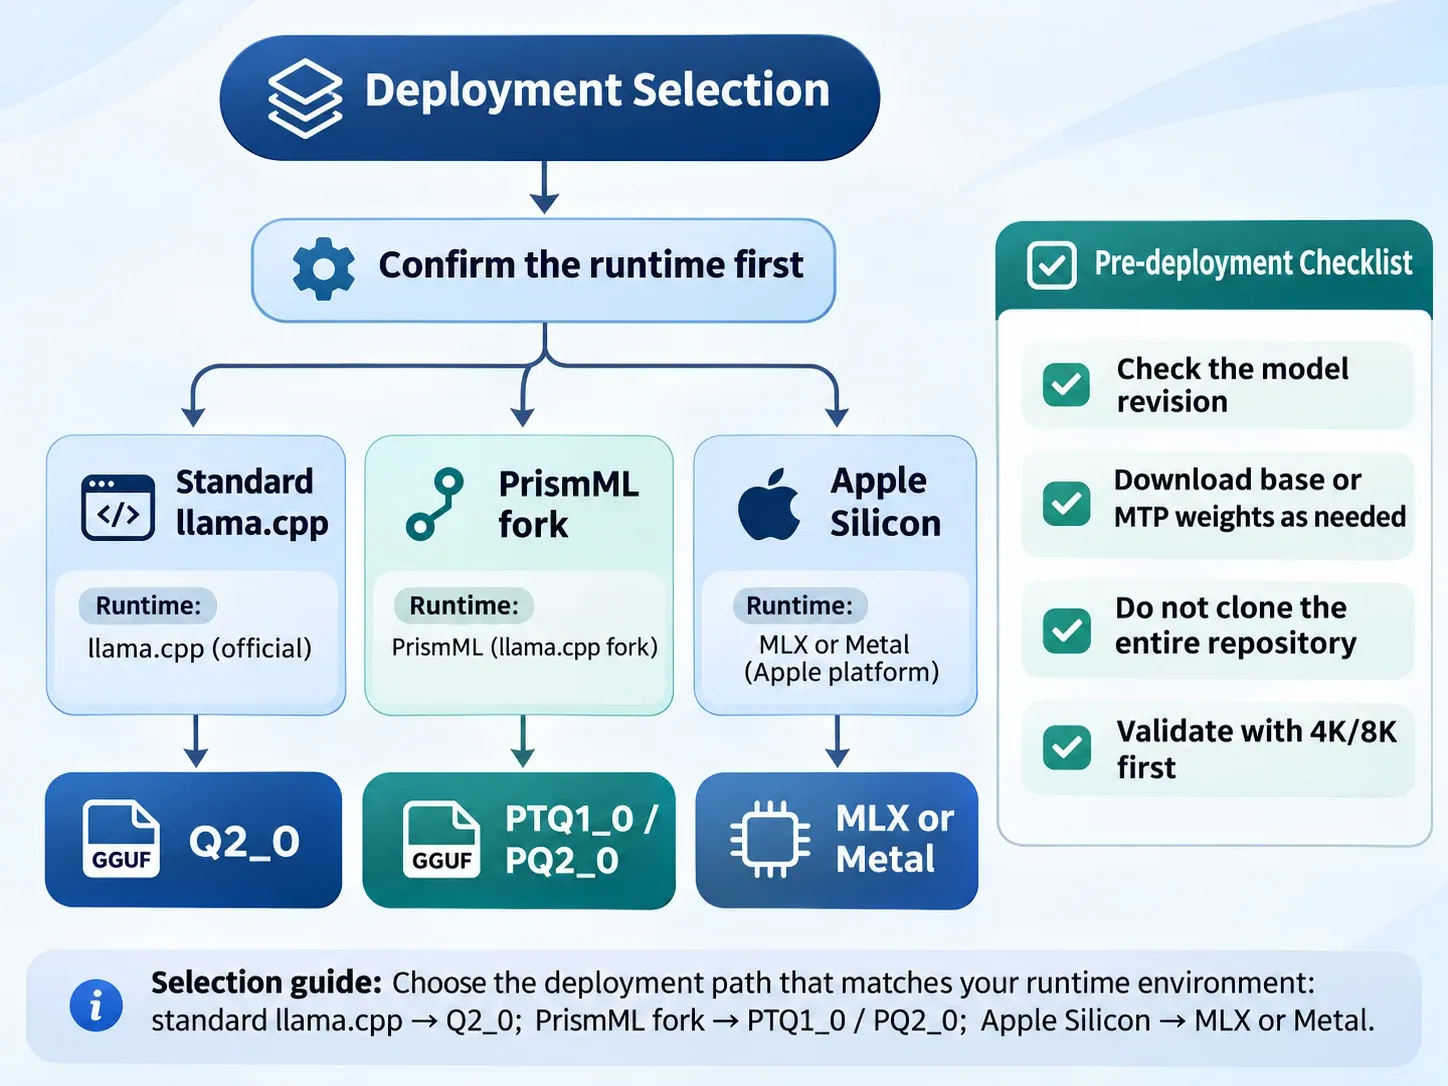 Deployment Selection
Confirm the runtime first
Standard
llama.cpp
Runtime:
llama.cpp (official)
GGUF
Q2_0
PrismML
fork
Runtime:
PrismML (llama.cpp fork)
GGUF
PTQ1_0 /
PQ2_0
Apple
Silicon
Runtime:
MLX or Metal
(Apple platform)
MLX or
Metal
Pre-deployment Checklist
Check the model
revision
Download base or
MTP weights as needed
Do not clone the
entire repository
Validate with 4K/8K
first
Selection guide: Choose the deployment path that matches your runtime environment:
standard llama.cpp → Q2_0; PrismML fork → PTQ1_0 / PQ2_0; Apple Silicon → MLX or Metal.